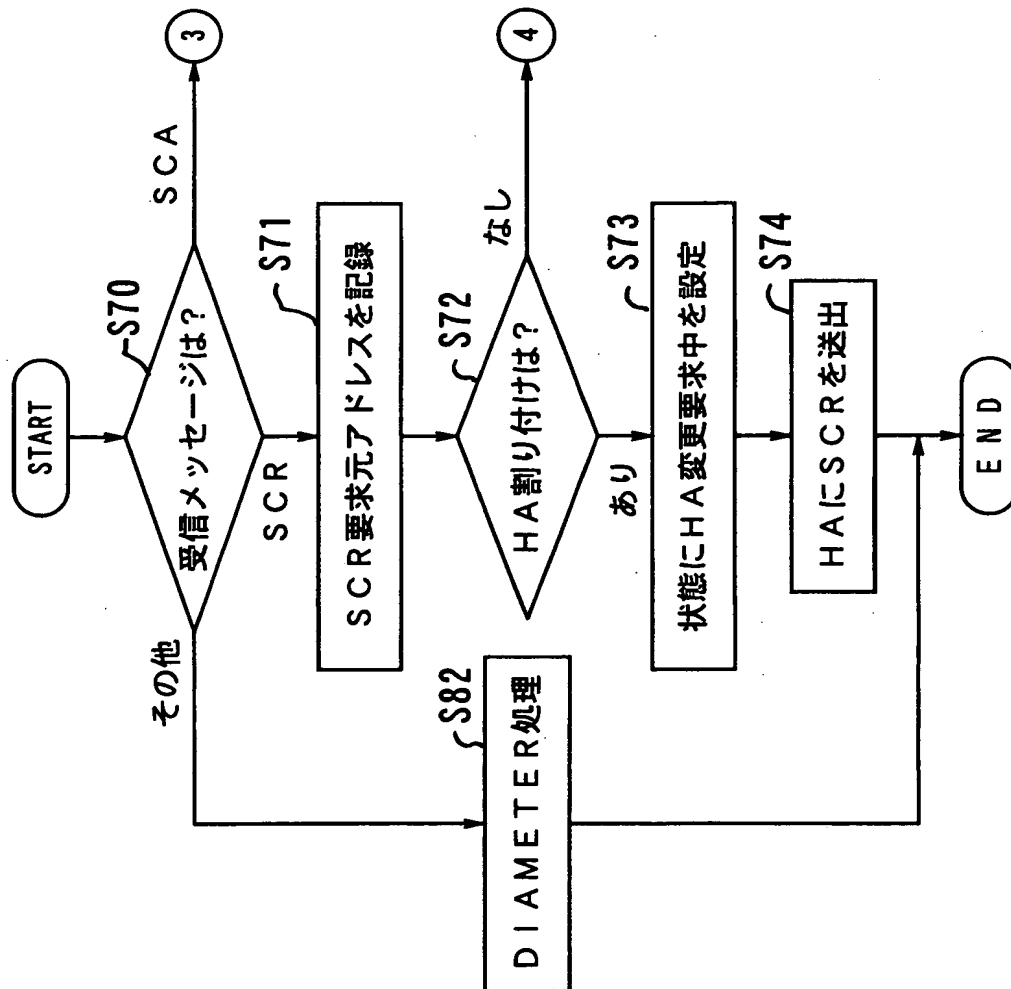 START
S70
受信メッセージは?
SCA
3
その他
SCR
S71
SCR要求元アドレスを記録
S72
HA割り付けは?
なし
4
あり
S82
DIAMETER処理
S73
状態にHA変更要求中を設定
S74
HAにSCRを送出
END